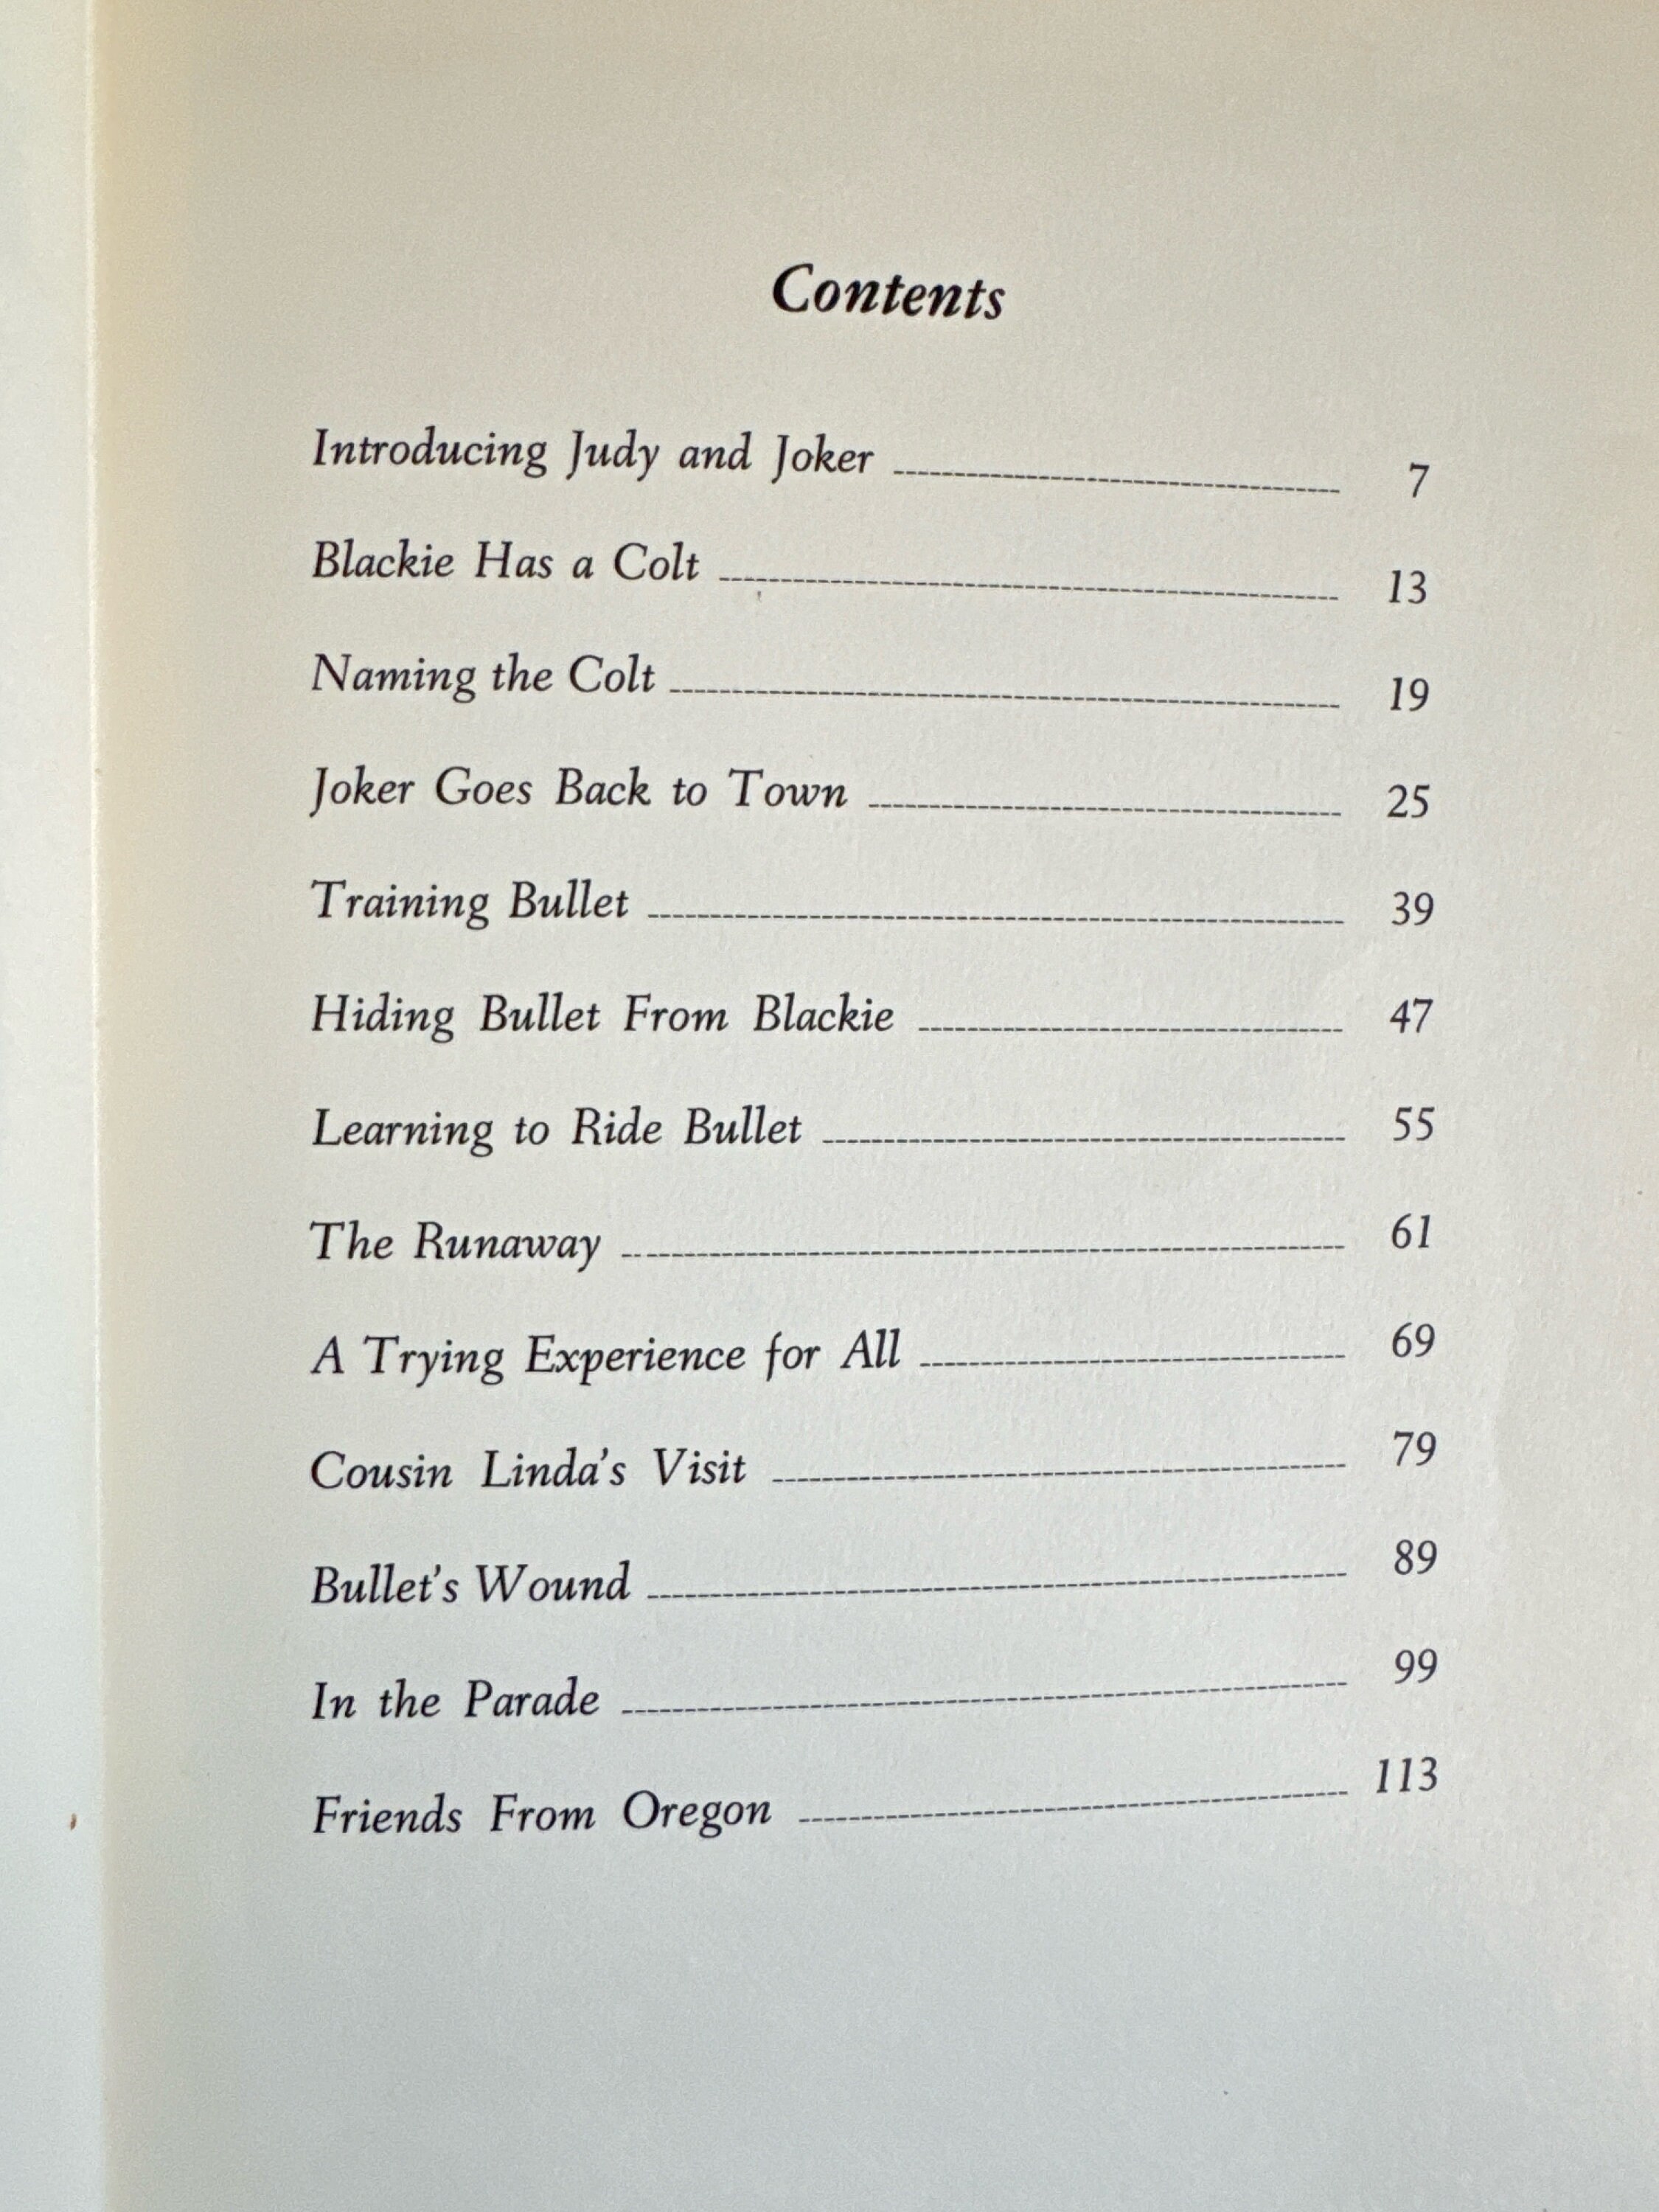 Contents
Introducing Judy and Joker 7
Blackie Has a Colt 13
Naming the Colt 19
Joker Goes Back to Town 25
Training Bullet 39
Hiding Bullet From Blackie 47
Learning to Ride Bullet 55
The Runaway 61
A Trying Experience for All 69
Cousin Linda's Visit 79
Bullet's Wound 89
In the Parade 99
Friends From Oregon 113